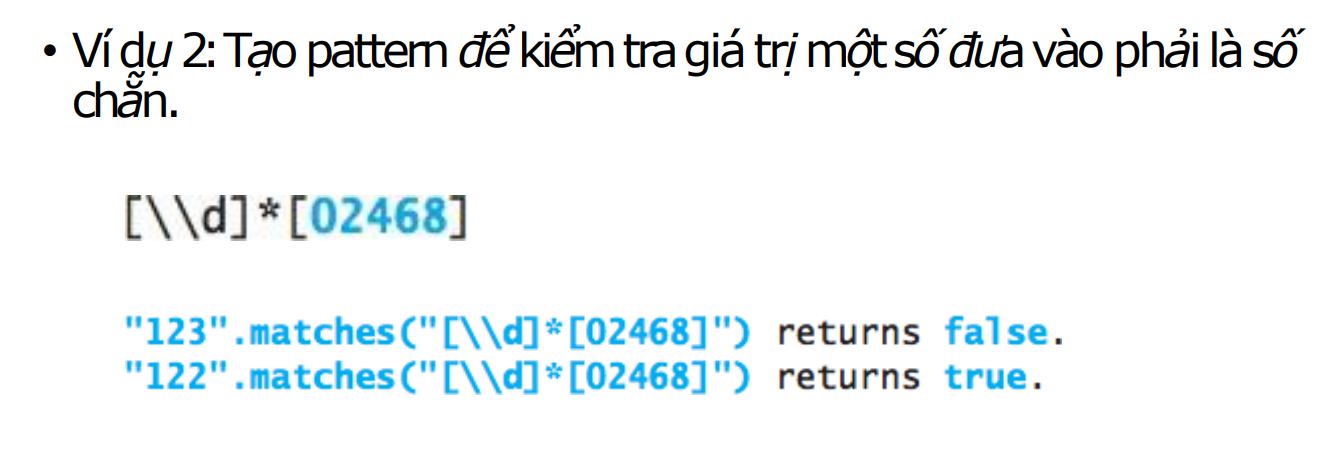 • Ví dụ 2: Tạo pattern để kiểm tra giá trị một số đưa vào phải là số
chẵn.
[\\d]*[02468]
"123".matches("[\\d]*[02468]") returns false.
"122".matches("[\\d]*[02468]") returns true.